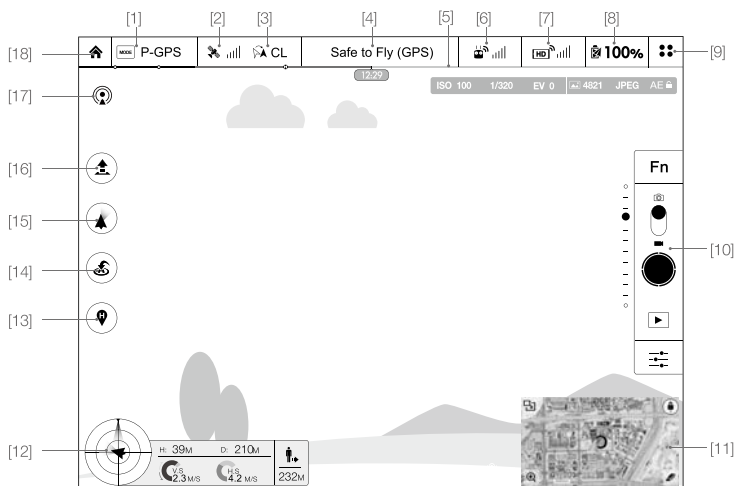 [1] [2] [3] [4] [5] [6] [7] [8]
[18] MODE P-GPS CL Safe to Fly (GPS) HD 100% [9]
12:29
ISO 100 1/320 EV 0 4821 JPEG AE
[17]
[16]
Fn
[15]
[10]
[14]
[13] H
[12]
H: 39M D: 210M
V.S 2.3 M/S
H.S 4.2 M/S
232M
[11]